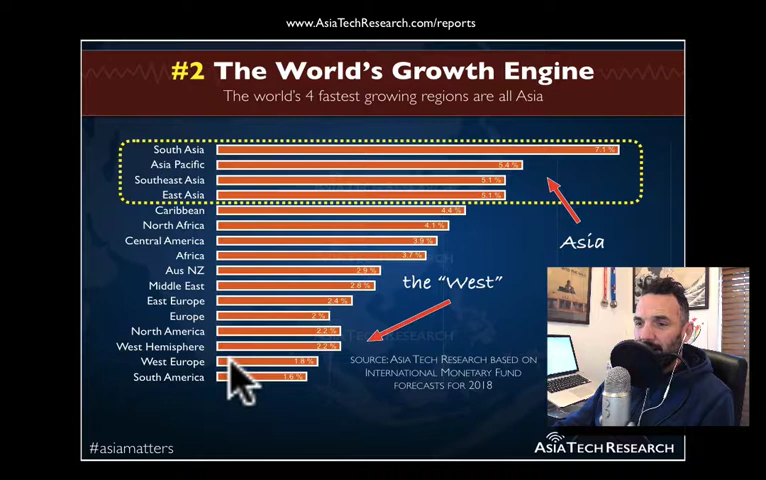 www.AsiaTechResearch.com/reports
#2 The World's Growth Engine
The world's 4 fastest growing regions are all Asia
South Asia 7.1 %
Asia Pacific 5.4 %
Southeast Asia 5.1 %
East Asia 5.1 %
Caribbean 4.4 %
North Africa 4.1 %
Central America 3.9 %
Africa 3.7 %
Aus NZ 2.9 %
Middle East 2.8 %
East Europe 2.4 %
Europe 2 %
North America 2.2 %
West Hemisphere 2.2 %
West Europe 1.8 %
South America 1.6 %
Asia
the "West"
SOURCE: ASIA TECH RESEARCH BASED ON
INTERNATIONAL MONETARY FUND
FORECASTS FOR 2018
#asiamatters
ASIATECHRESEARCH